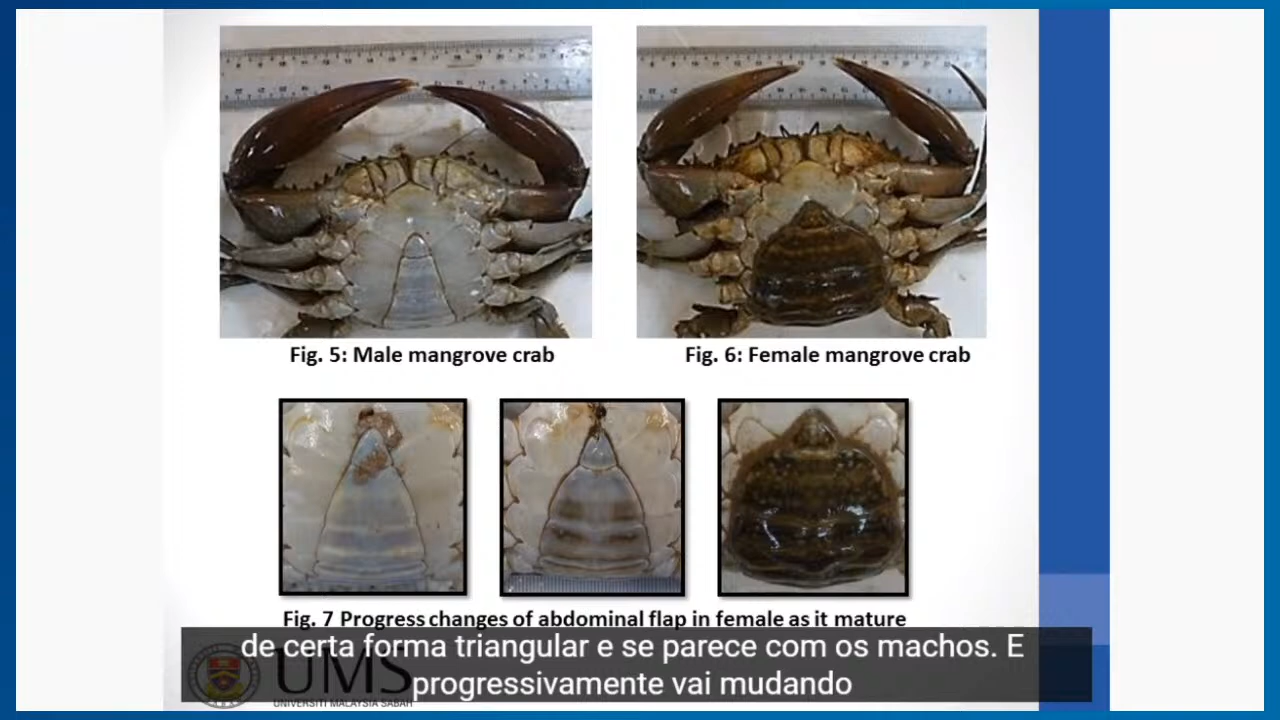 Fig. 5: Male mangrove crab
Fig. 6: Female mangrove crab
Fig. 7 Progress changes of abdominal flap in female as it mature
de certa forma triangular e se parece com os machos. E
progressivamente vai mudando
UMS
UNIVERSITI MALAYSIA SABAH